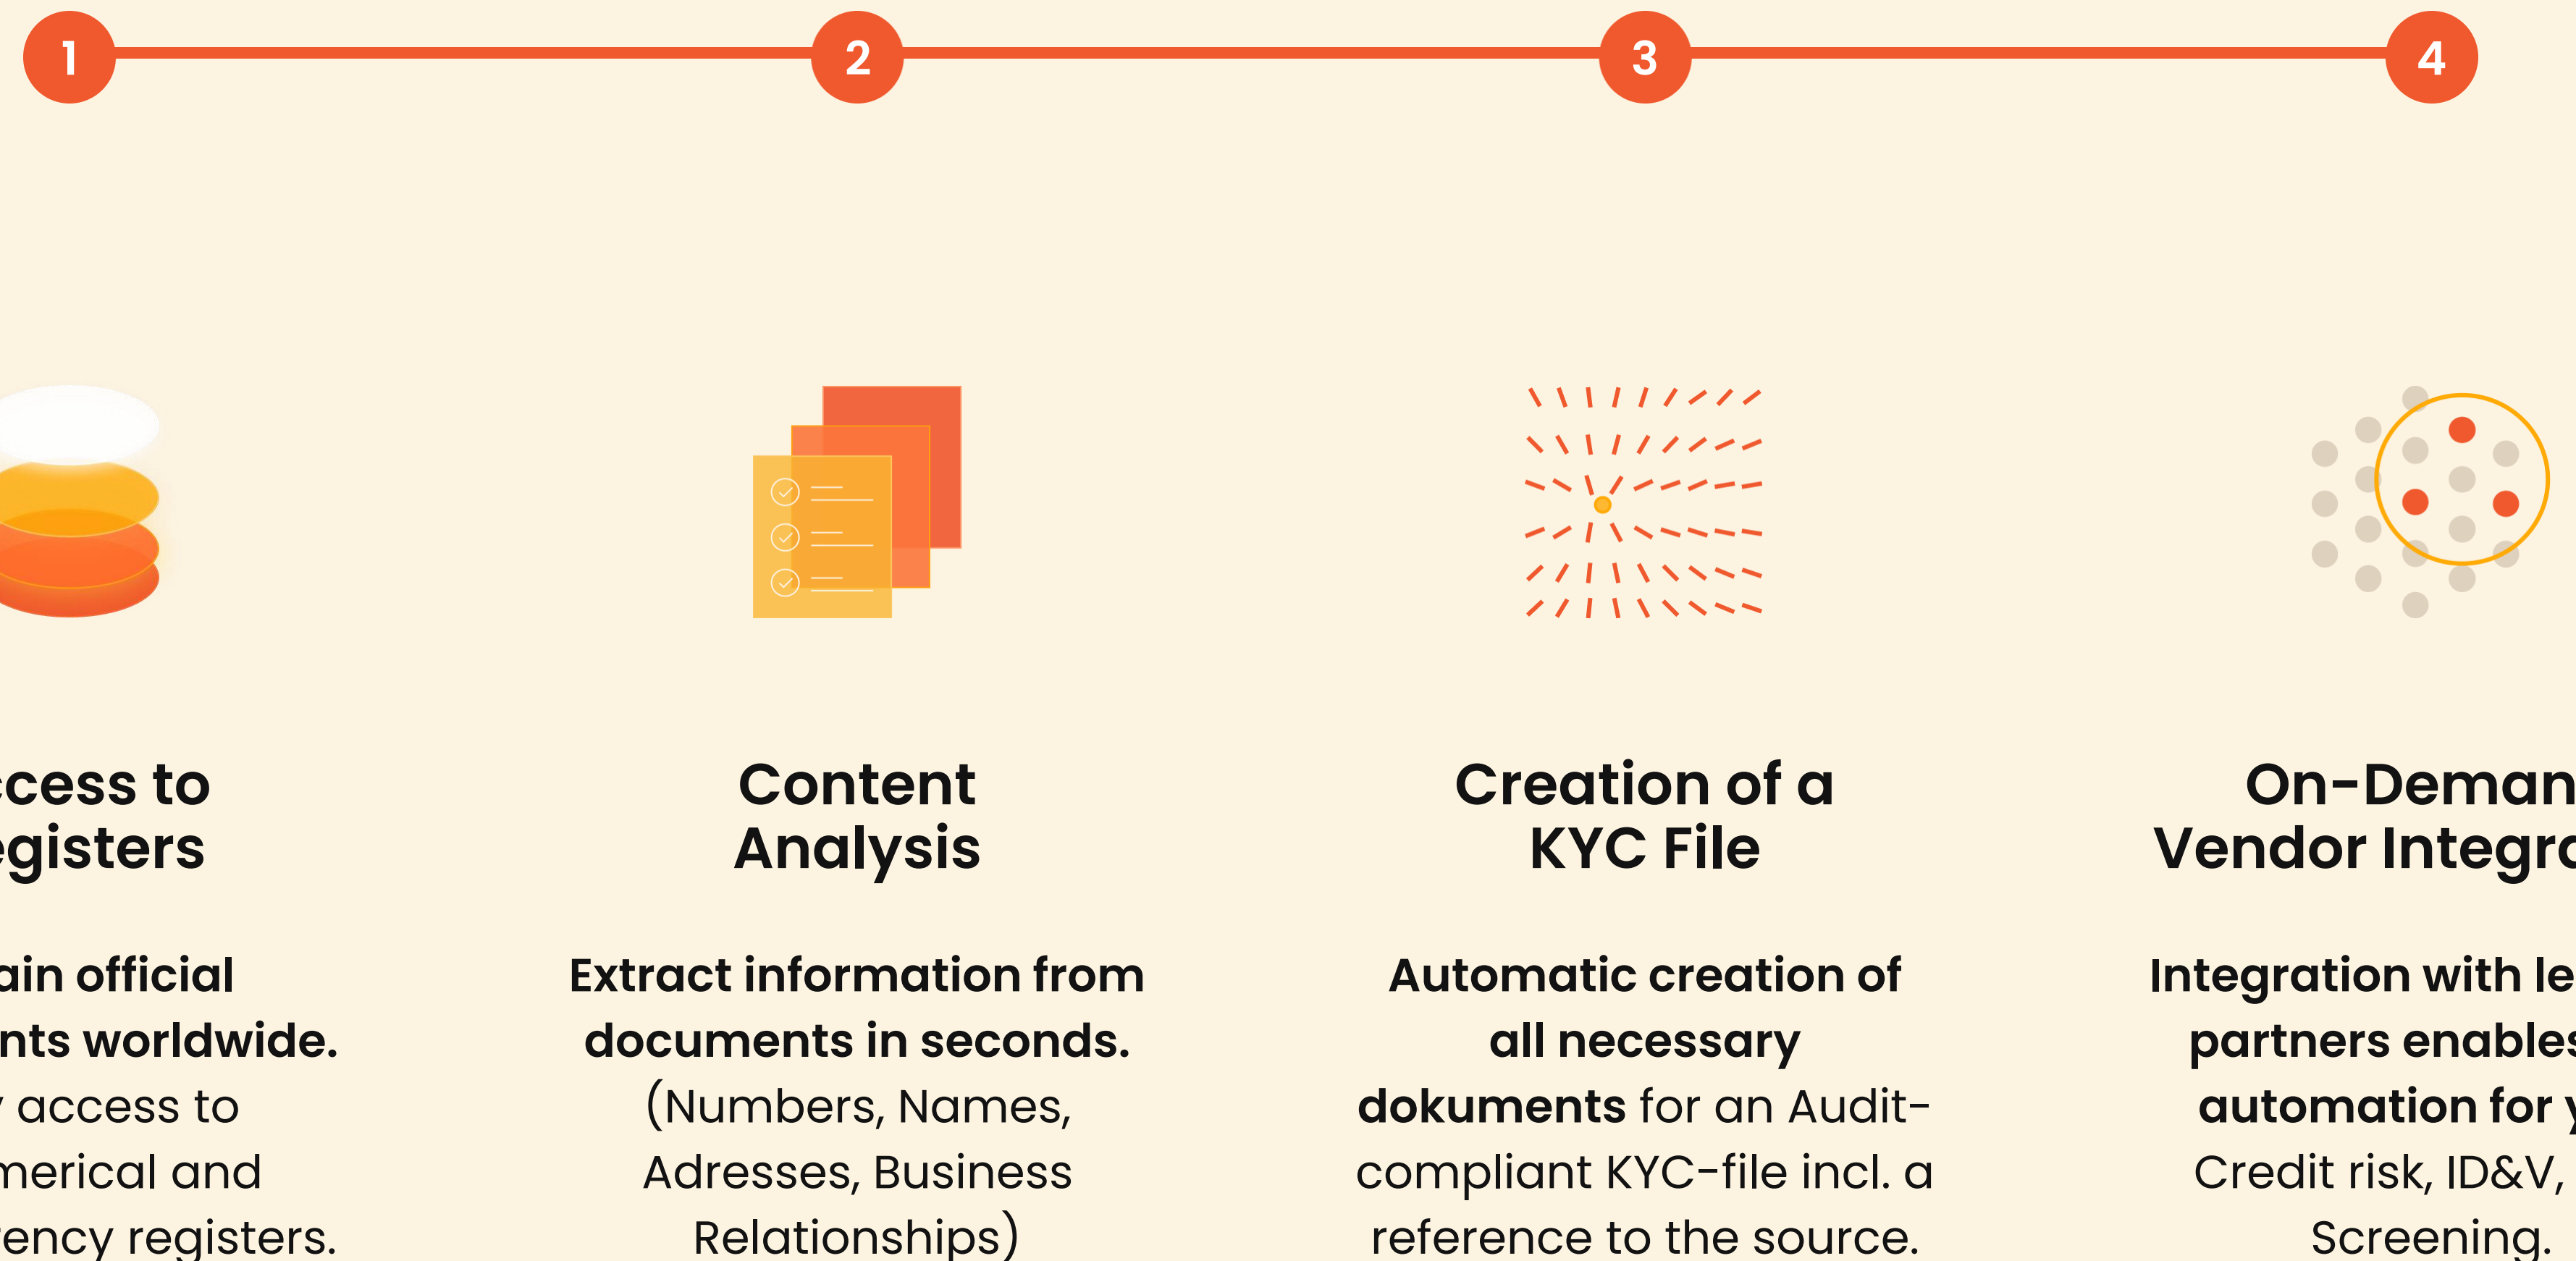 1
2
3
4
ccess to
egisters
ain official
nts worldwide.
access to
merical and
ency registers.
Content
Analysis
Extract information from
documents in seconds.
(Numbers, Names,
Adresses, Business
Relationships)
Creation of a
KYC File
Automatic creation of
all necessary
dokuments for an Audit-
compliant KYC-file incl. a
reference to the source.
On-Deman
Vendor Integra
Integration with le
partners enables
automation for y
Credit risk, ID&V,
Screening.